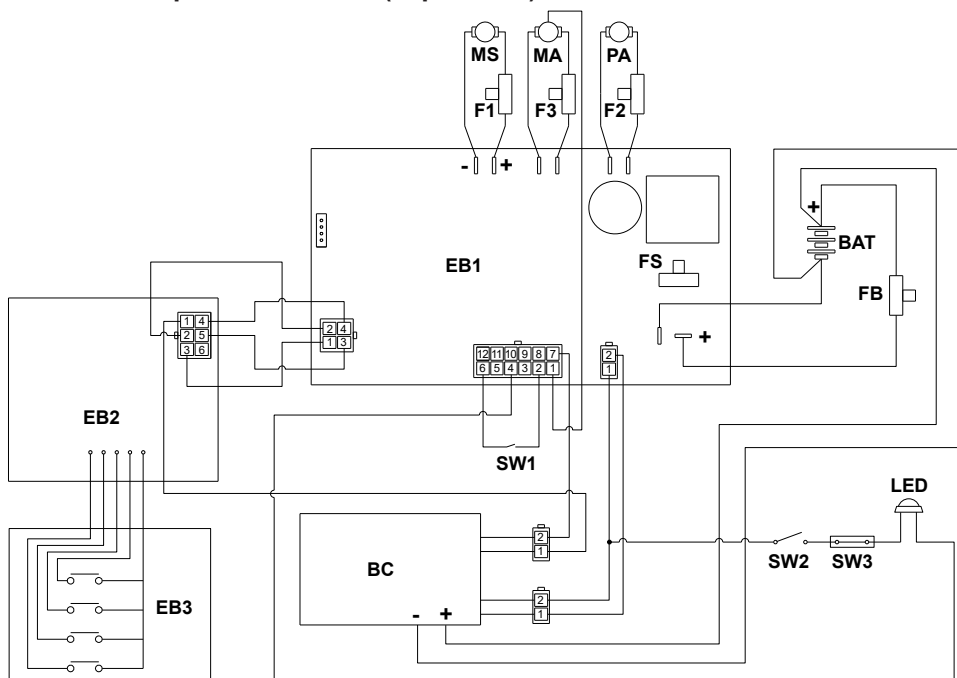 MS MA PA
F1 F3 F2
- +
EB1 FS
+
BAT
FB
1 4
2 5
3 6
2 4
1 3
+
12 11 10 9 8 7
6 5 4 3 2 1
2
1
EB2
SW1
LED
2
1
BC
SW2 SW3
EB3
2
1
- +